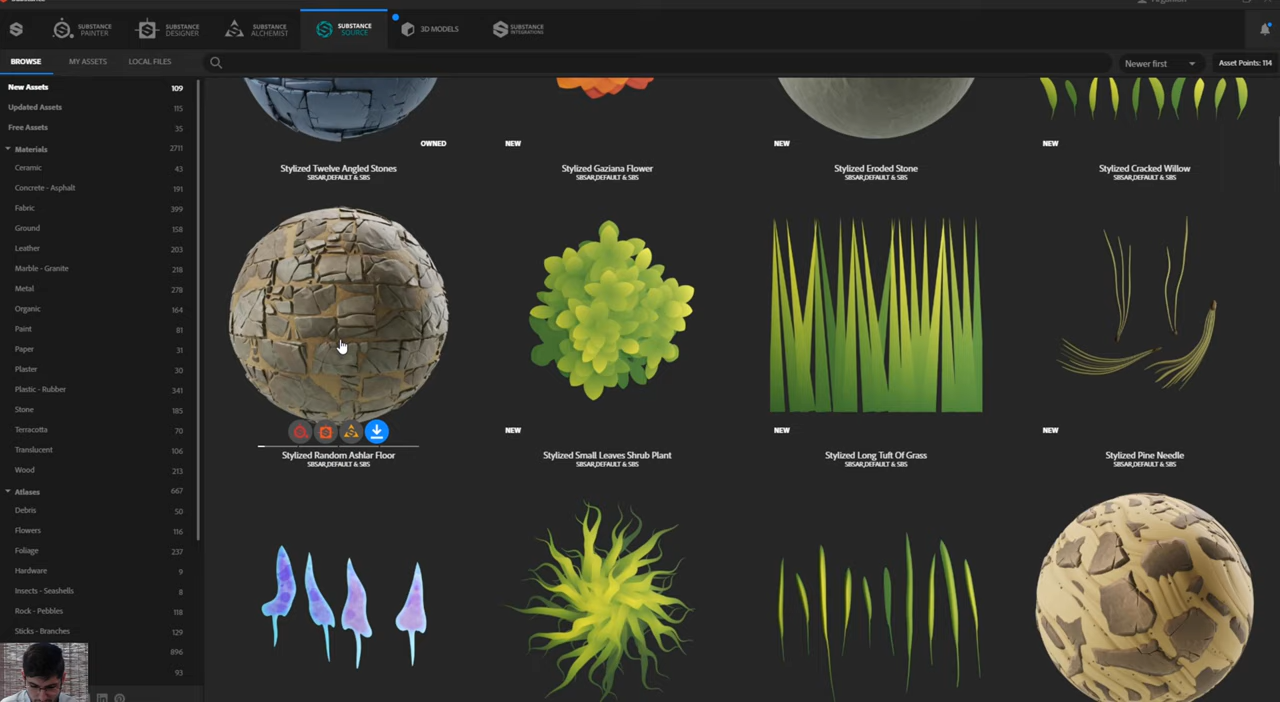 SUBSTANCE PAINTER
SUBSTANCE DESIGNER
SUBSTANCE ALCHEMIST
SUBSTANCE SOURCE
3D MODELS
SUBSTANCE INTEGRATIONS
BROWSE
MY ASSETS
LOCAL FILES
Newer first
Asset Points: 114
New Assets 109
Updated Assets 115
Free Assets 35
Materials 2711
Ceramic 43
Concrete - Asphalt 191
Fabric 399
Ground 158
Leather 203
Marble - Granite 218
Metal 278
Organic 164
Paint 81
Paper 31
Plaster 30
Plastic - Rubber 341
Stone 185
Terracotta 70
Translucent 106
Wood 213
Atlases 667
Debris 50
Flowers 116
Foliage 237
Hardware 9
Insects - Seashells 8
Rock - Pebbles 118
Sticks - Branches 129
896
93
OWNED
NEW
NEW
NEW
Stylized Twelve Angled Stones
SBSAR,DEFAULT & SBS
Stylized Gaziana Flower
SBSAR,DEFAULT & SBS
Stylized Eroded Stone
SBSAR,DEFAULT & SBS
Stylized Cracked Willow
SBSAR,DEFAULT & SBS
NEW
NEW
NEW
Stylized Random Ashlar Floor
SBSAR,DEFAULT & SBS
Stylized Small Leaves Shrub Plant
SBSAR,DEFAULT & SBS
Stylized Long Tuft Of Grass
SBSAR,DEFAULT & SBS
Stylized Pine Needle
SBSAR,DEFAULT & SBS